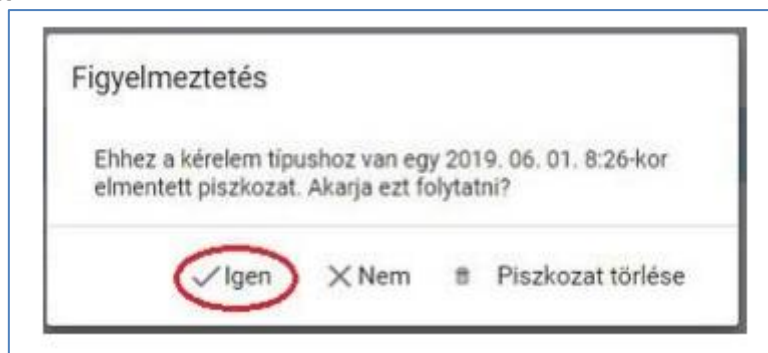 Figyelmeztetés
Ehhez a kérelem típushoz van egy 2019. 06. 01. 8:26-kor
elmentett piszkozat. Akarja ezt folytatni?
Igen Nem Piszkozat törlése